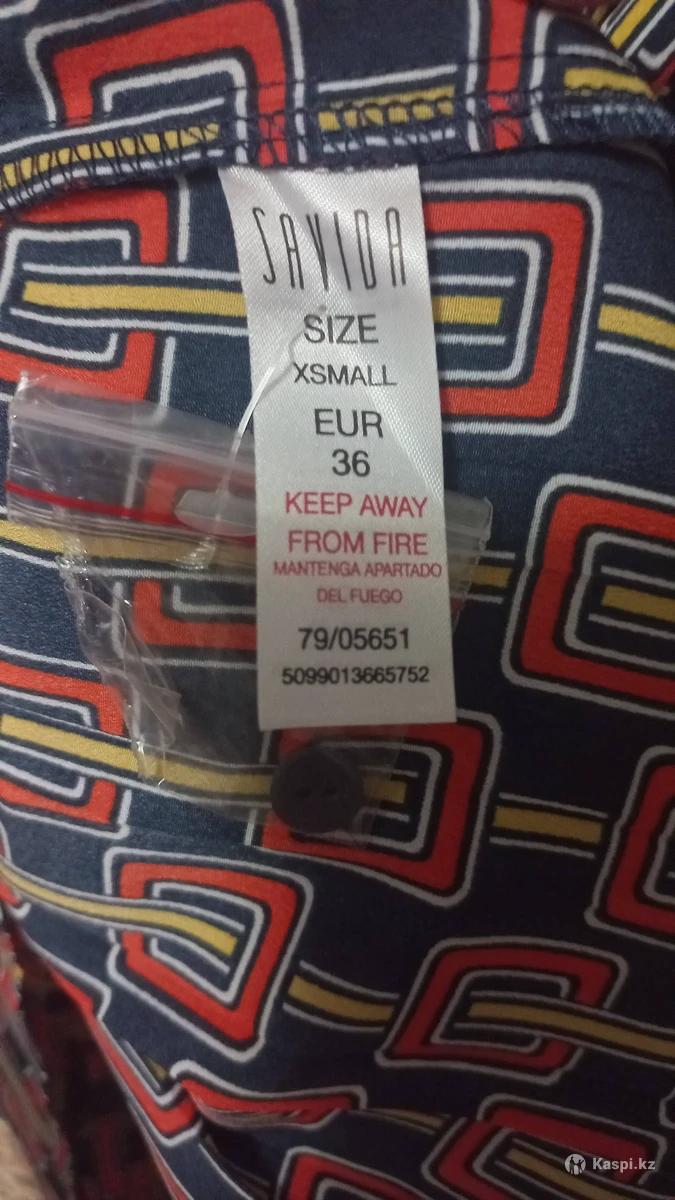 SAVIDA
SIZE
XSMALL
EUR
36
KEEP AWAY
FROM FIRE
MANTENGA APARTADO
DEL FUEGO
79/05651
5099013665752
Kaspi.kz